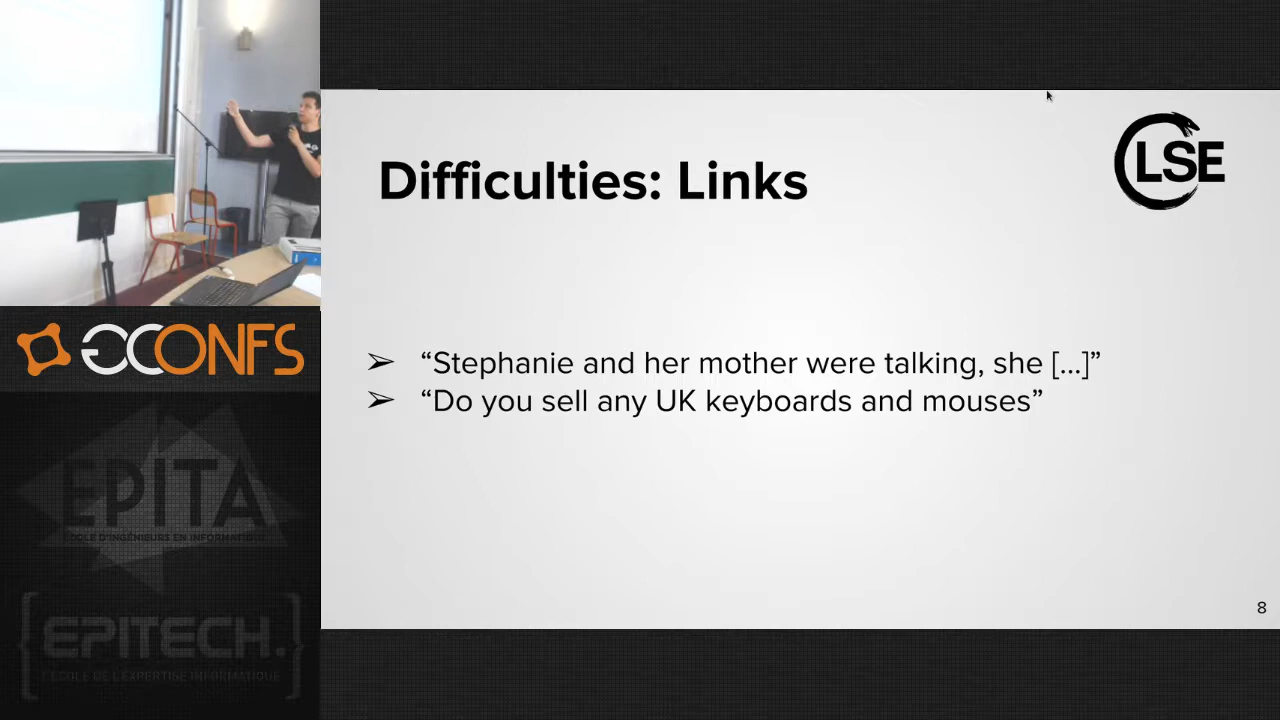 LSE
Difficulties: Links
➢ “Stephanie and her mother were talking, she [...]”
➢ “Do you sell any UK keyboards and mouses”
8
GCONFS
EPITA
ÉCOLE D'INGÉNIEURS EN INFORMATIQUE
{EPITECH.}
L'ÉCOLE DE L'EXPERTISE INFORMATIQUE